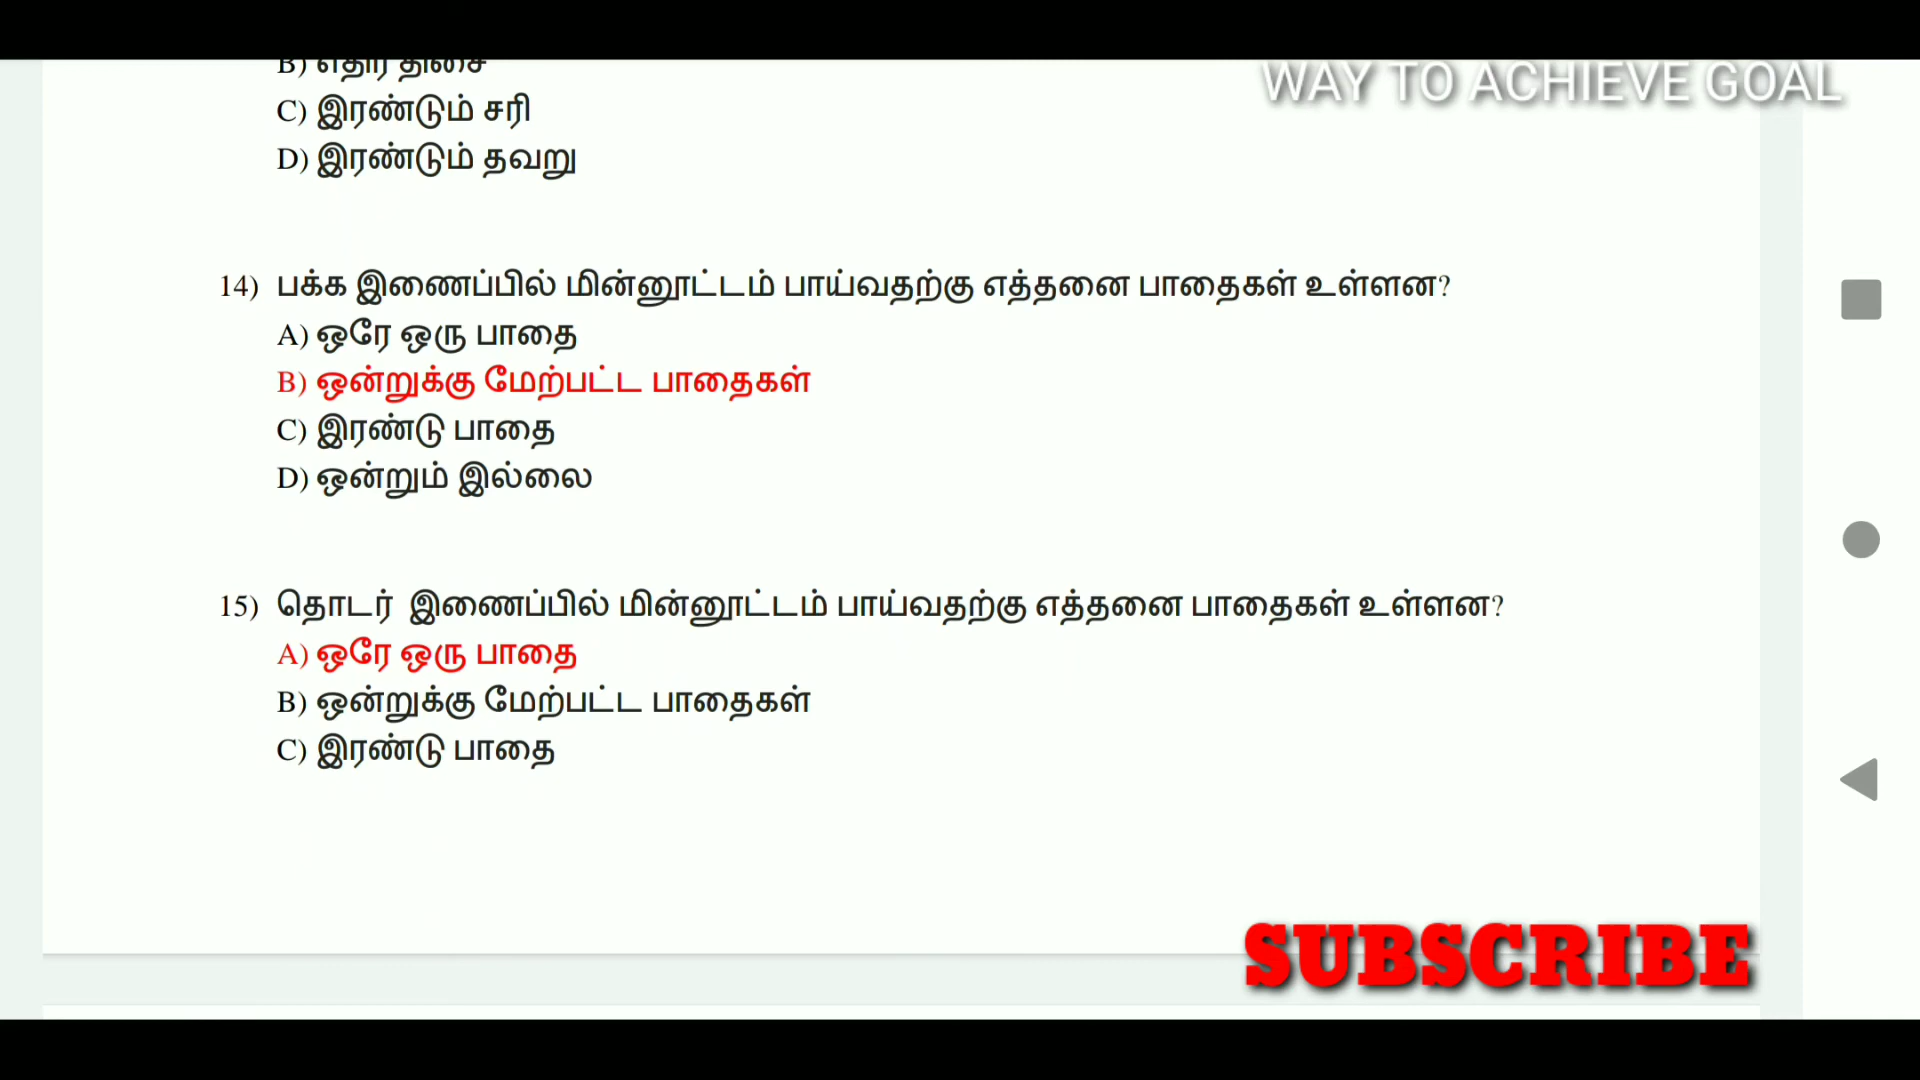 B) எதிர் திசை
WAY TO ACHIEVE GOAL
C) இரண்டும் சரி
D) இரண்டும் தவறு
14) பக்க இணைப்பில் மின்னூட்டம் பாய்வதற்கு எத்தனை பாதைகள் உள்ளன?
A) ஒரே ஒரு பாதை
B) ஒன்றுக்கு மேற்பட்ட பாதைகள்
C) இரண்டு பாதை
D) ஒன்றும் இல்லை
15) தொடர் இணைப்பில் மின்னூட்டம் பாய்வதற்கு எத்தனை பாதைகள் உள்ளன?
A) ஒரே ஒரு பாதை
B) ஒன்றுக்கு மேற்பட்ட பாதைகள்
C) இரண்டு பாதை
SUBSCRIBE